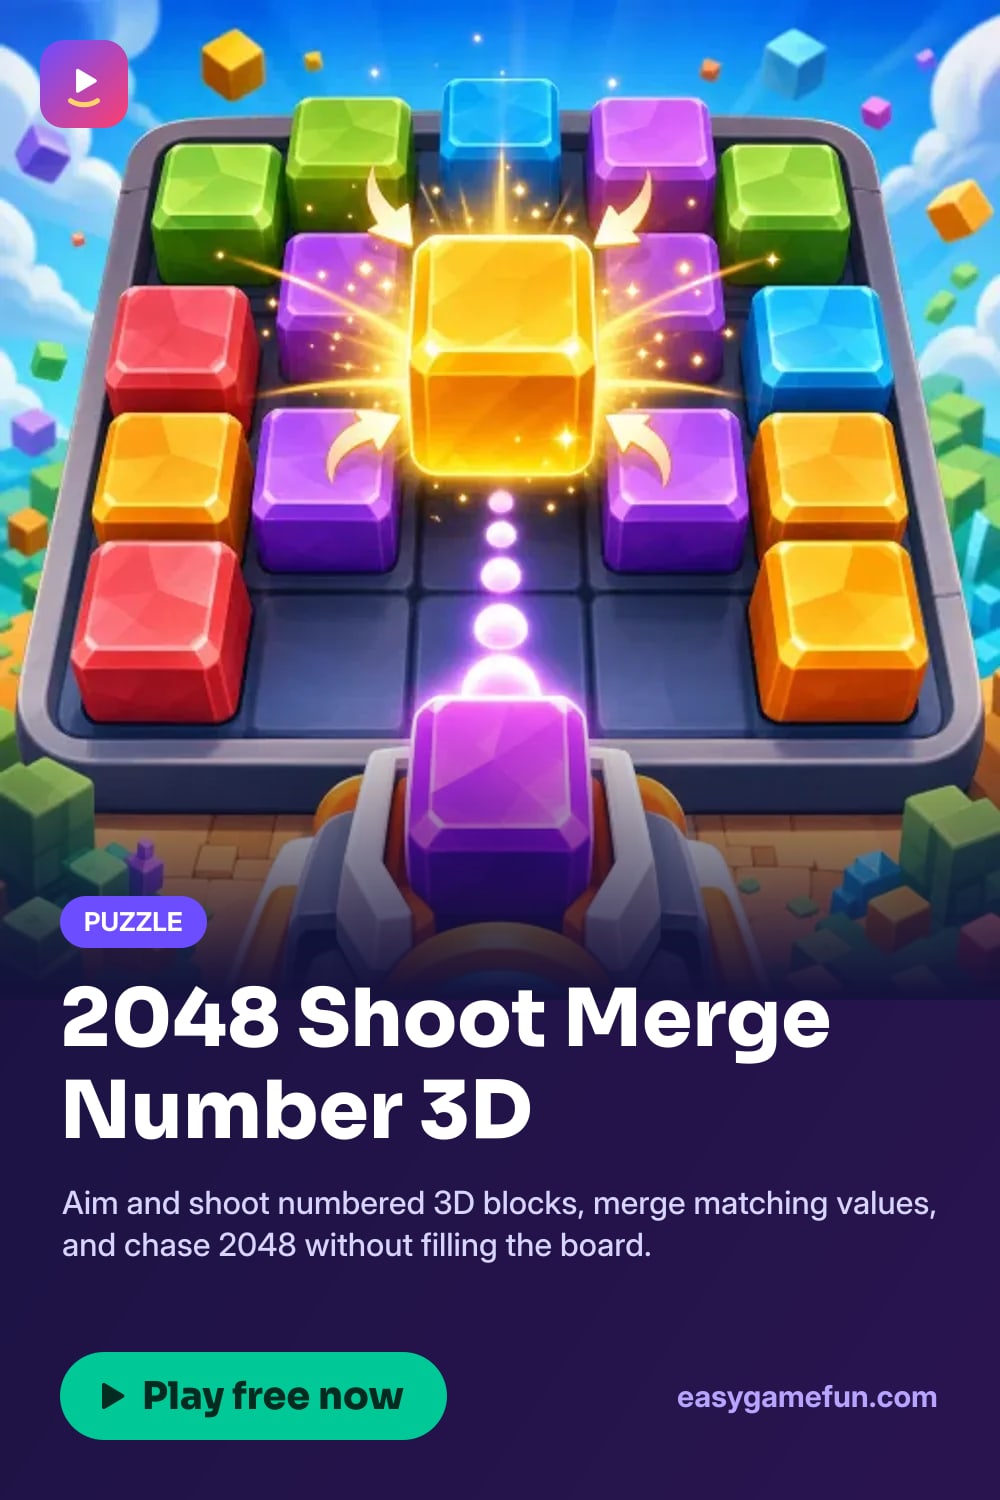 PUZZLE
2048 Shoot Merge
Number 3D
Aim and shoot numbered 3D blocks, merge matching values,
and chase 2048 without filling the board.
Play free now
easygamefun.com